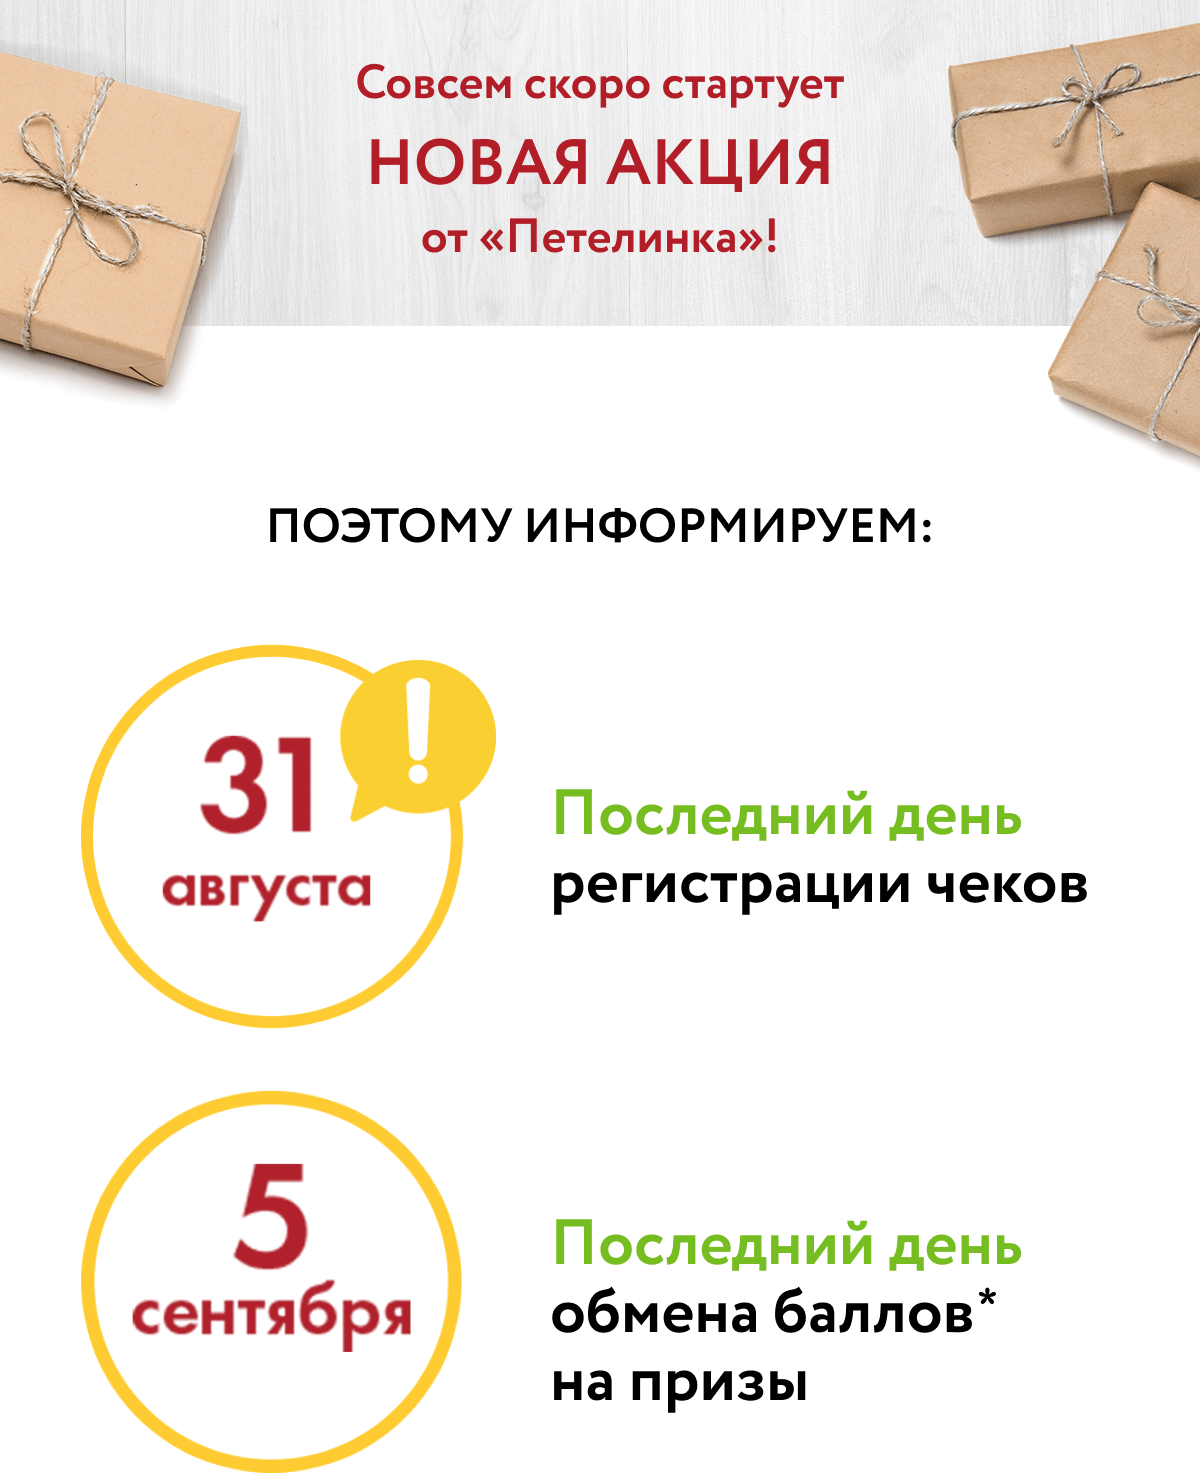 Совсем скоро стартует
НОВАЯ АКЦИЯ
от «Петелинка»!
ПОЭТОМУ ИНФОРМИРУЕМ:
31
августа
Последний день
регистрации чеков
5
сентября
Последний день
обмена баллов*
на призы